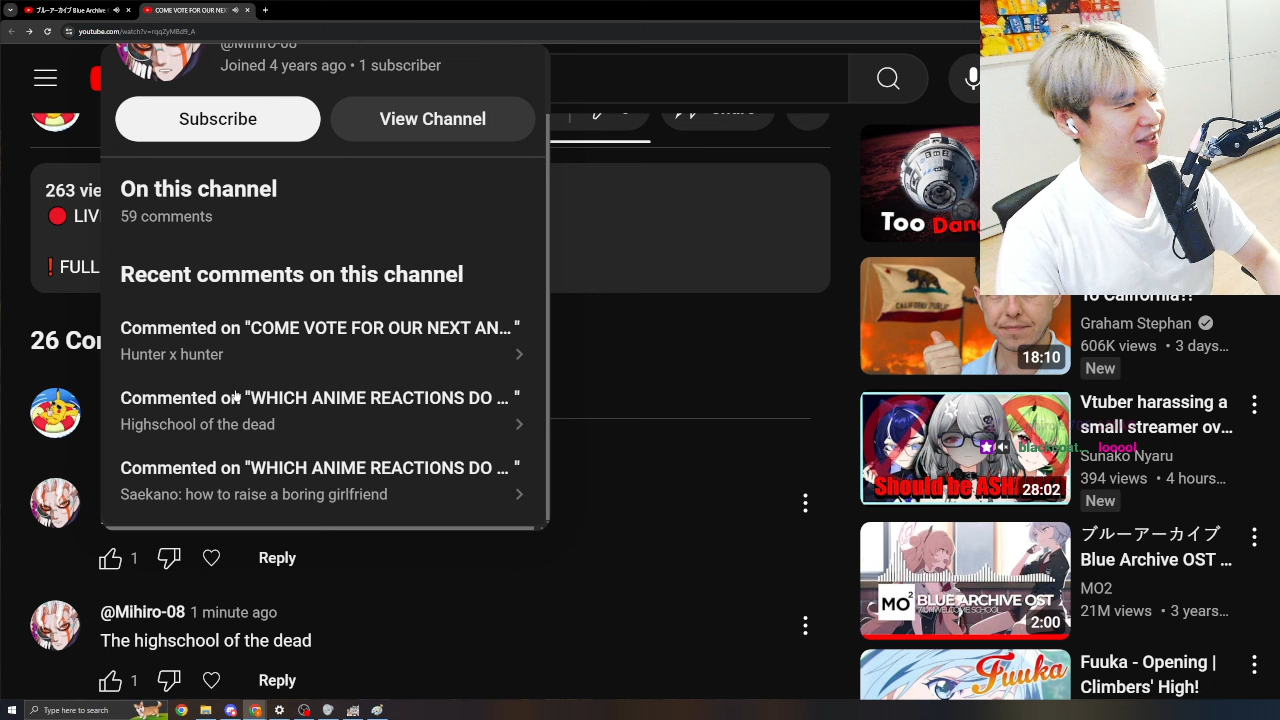 ブルーアーカイブ Blue Archive
COME VOTE FOR OUR NEX
youtube.com/watch?v=rqqZyMBd9_A
@Mihiro-08
Joined 4 years ago • 1 subscriber
Subscribe
View Channel
Share
263 vie
On this channel
🔴 LIV
59 comments
❗ FULL
Recent comments on this channel
Commented on "COME VOTE FOR OUR NEXT AN... "
Hunter x hunter
26 Co
Commented on "WHICH ANIME REACTIONS DO ... "
Highschool of the dead
Commented on "WHICH ANIME REACTIONS DO ... "
Saekano: how to raise a boring girlfriend
1
Reply
@Mihiro-08 1 minute ago
The highschool of the dead
1
Reply
Too Dan
To California??
Graham Stephan
606K views • 3 days...
New
18:10
Vtuber harassing a
small streamer ov...
Sunako Nyaru
394 views • 4 hours...
New
Should be ASH
28:02
loqool
ブルーアーカイブ
Blue Archive OST ...
MO2
21M views • 3 years...
MO²
BLUE ARCHIVE OST
2:00
Fuuka - Opening |
Climbers' High!
Fuuka
Type here to search